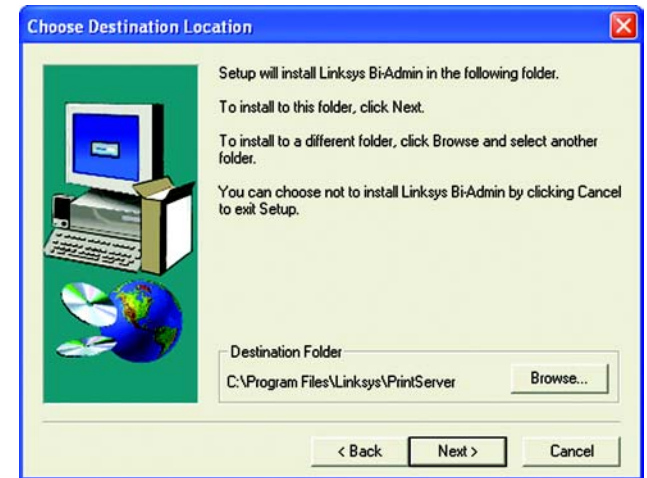 Choose Destination Location
Setup will install Linksys Bi-Admin in the following folder.
To install to this folder, click Next.
To install to a different folder, click Browse and select another
folder.
You can choose not to install Linksys Bi-Admin by clicking Cancel
to exit Setup.
Destination Folder
C:\Program Files\Linksys\PrintServer
Browse...
< Back
Next >
Cancel